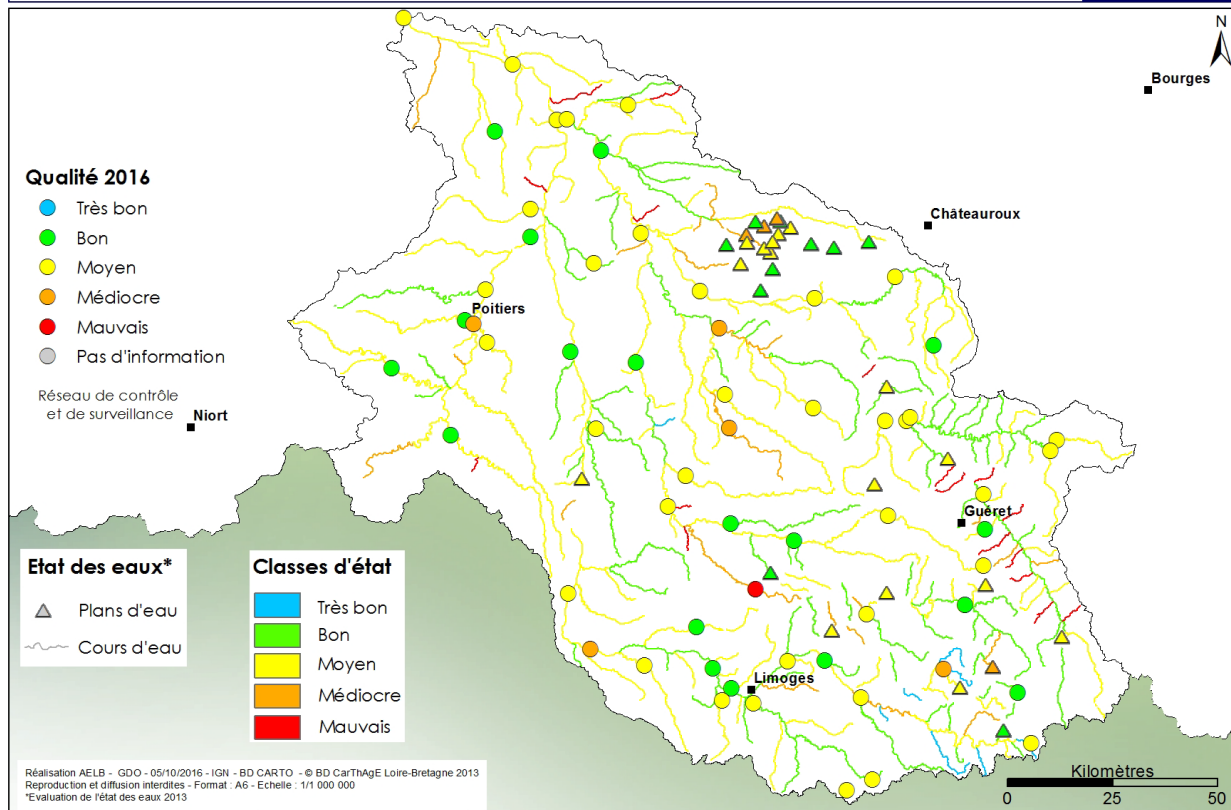 N
Bourges
Qualité 2016
Très bon
Bon
Moyen
Médiocre
Mauvais
Pas d'information
Réseau de contrôle
et de surveillance
Niort
Châteauroux
Poitiers
Guéret
Limoges
Etat des eaux*
Plans d'eau
Cours d'eau
Classes d'état
Très bon
Bon
Moyen
Médiocre
Mauvais
Kilomètres
0 25 50
Réalisation AELB - GDO - 05/10/2016 - IGN - BD CARTO - © BD CarThAgE Loire-Bretagne 2013
Reproduction et diffusion interdites - Format : A6 - Echelle : 1/1 000 000
*Evaluation de l'état des eaux 2013